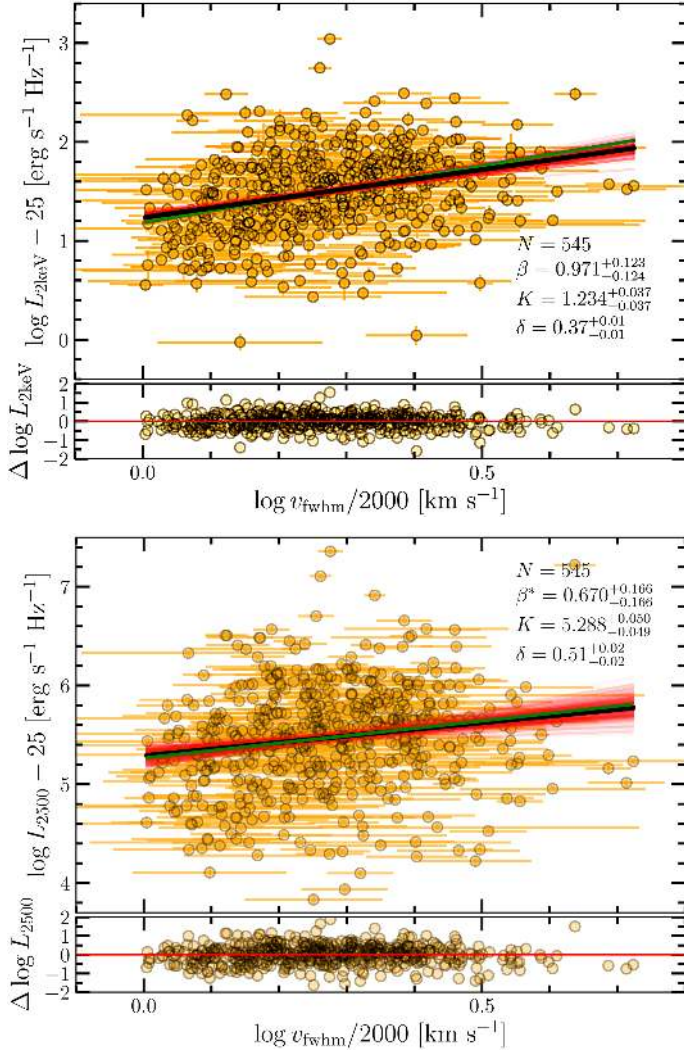 log L2keV − 25 [erg s⁻¹ Hz⁻¹]
3
2
1
0
N = 545
β = 0.971 +0.123 −0.124
K = 1.234 +0.037 −0.037
δ = 0.37 +0.01 −0.01
Δ log L2keV
2
1
0
−1
−2
0.0 0.5
log vfwhm/2000 [km s⁻¹]
log L2500 − 25 [erg s⁻¹ Hz⁻¹]
7
6
5
4
N = 545
β* = 0.670 +0.166 −0.166
K = 5.288 +0.050 −0.049
δ = 0.51 +0.02 −0.02
Δ log L2500
2
1
0
−1
−2
0.0 0.5
log vfwhm/2000 [km s⁻¹]